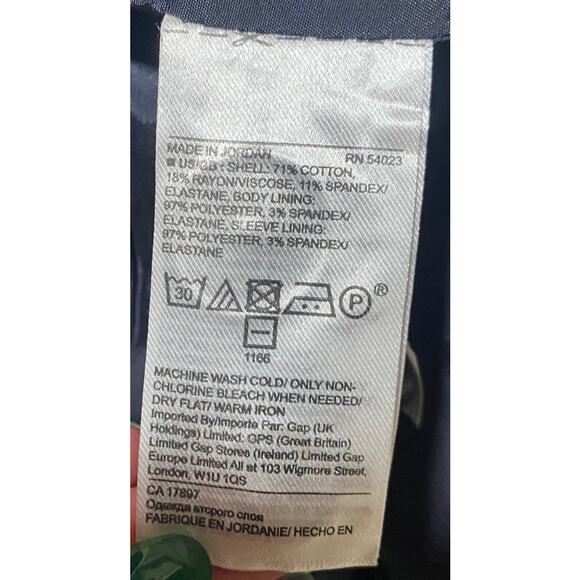 MADE IN JORDAN RN 54023
US/GB : SHELL: 71% COTTON,
18% RAYON/VISCOSE, 11% SPANDEX/
ELASTANE, BODY LINING:
97% POLYESTER, 3% SPANDEX/
ELASTANE, SLEEVE LINING:
97% POLYESTER, 3% SPANDEX/
ELASTANE
30 P ®
1166
MACHINE WASH COLD/ ONLY NON-
CHLORINE BLEACH WHEN NEEDED/
DRY FLAT/ WARM IRON
Imported By/Importe Par: Gap (UK
Holdings) Limited: GPS (Great Britain)
Limited Gap Stores (Ireland) Limited Gap
Europe Limited All at 103 Wigmore Street,
London, W1U 1QS
CA 17897
Одежда второго слоя
FABRIQUE EN JORDANIE/ HECHO EN